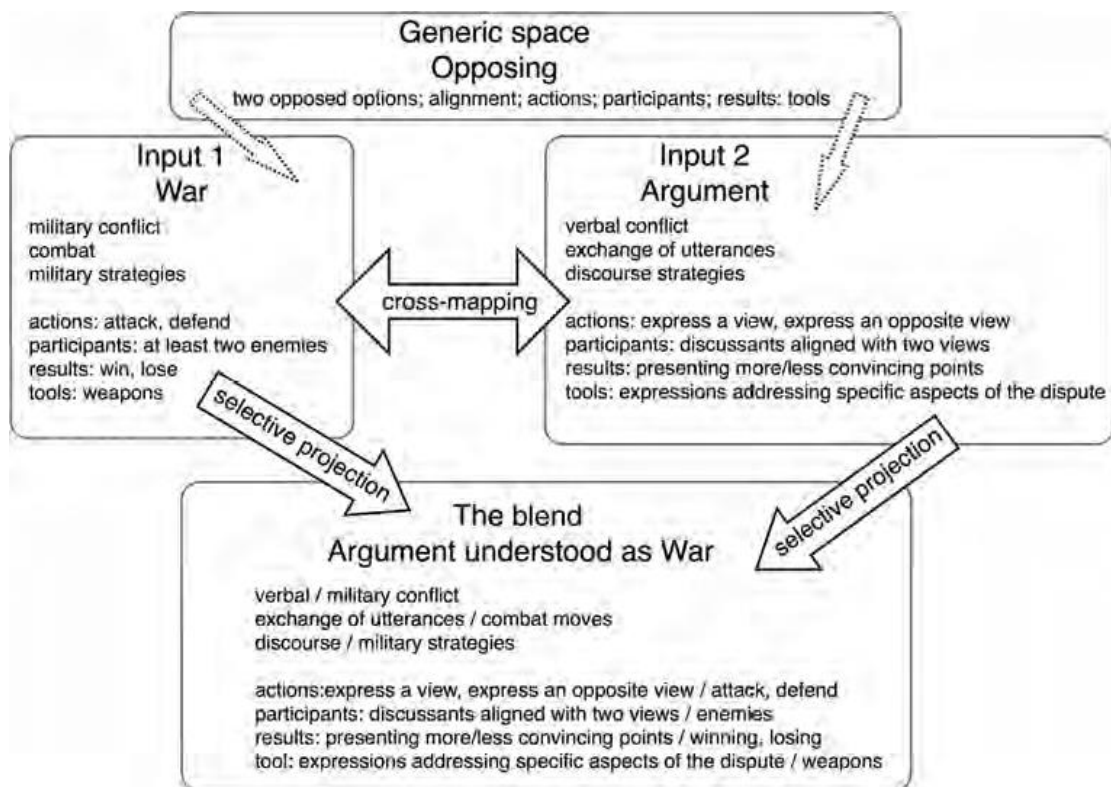 Generic space
Opposing
two opposed options; alignment; actions; participants; results: tools
Input 1
War
military conflict
combat
military strategies
actions: attack, defend
participants: at least two enemies
results: win, lose
tools: weapons
cross-mapping
Input 2
Argument
verbal conflict
exchange of utterances
discourse strategies
actions: express a view, express an opposite view
participants: discussants aligned with two views
results: presenting more/less convincing points
tools: expressions addressing specific aspects of the dispute
selective projection
selective projection
The blend
Argument understood as War
verbal / military conflict
exchange of utterances / combat moves
discourse / military strategies
actions:express a view, express an opposite view / attack, defend
participants: discussants aligned with two views / enemies
results: presenting more/less convincing points / winning, losing
tool: expressions addressing specific aspects of the dispute / weapons